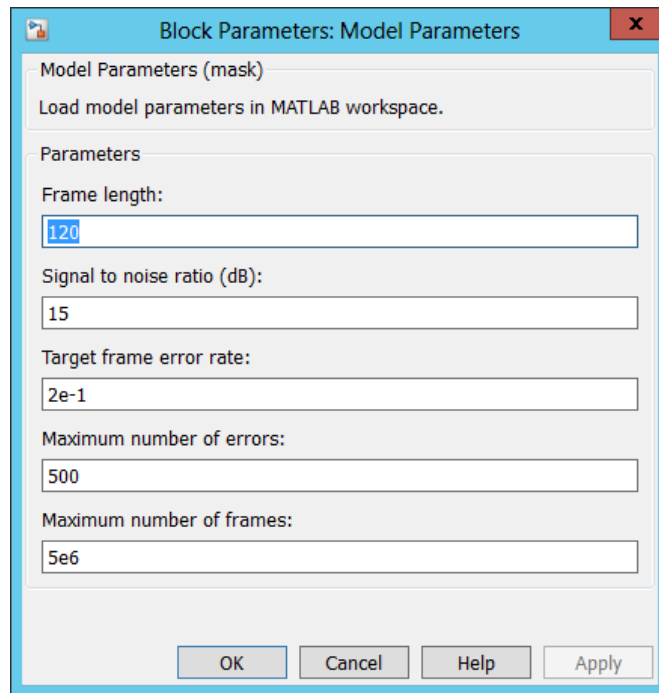 Block Parameters: Model Parameters
x
Model Parameters (mask)
Load model parameters in MATLAB workspace.
Parameters
Frame length:
120
Signal to noise ratio (dB):
15
Target frame error rate:
2e-1
Maximum number of errors:
500
Maximum number of frames:
5e6
OK Cancel Help Apply